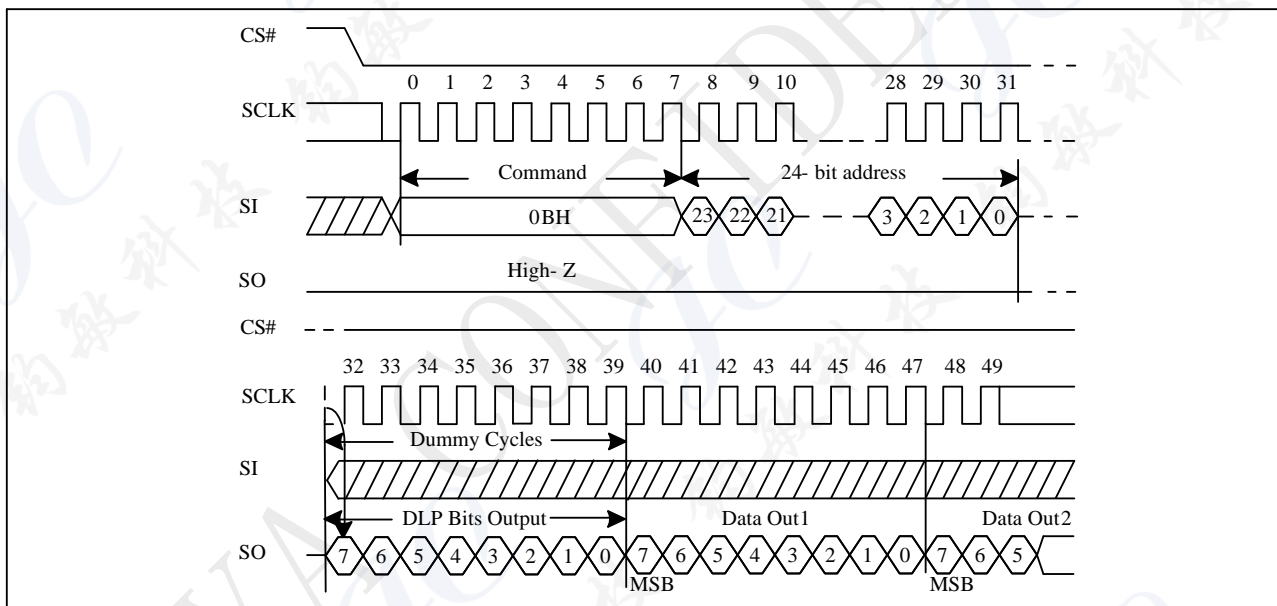 CS#
0 1 2 3 4 5 6 7 8 9 10 28 29 30 31
SCLK
Command 24- bit address
SI
0BH 23 22 21 3 2 1 0
High- Z
SO
CS#
32 33 34 35 36 37 38 39 40 41 42 43 44 45 46 47 48 49
SCLK
Dummy Cycles
SI
DLP Bits Output Data Out1 Data Out2
SO 7 6 5 4 3 2 1 0 7 6 5 4 3 2 1 0 7 6 5
MSB MSB